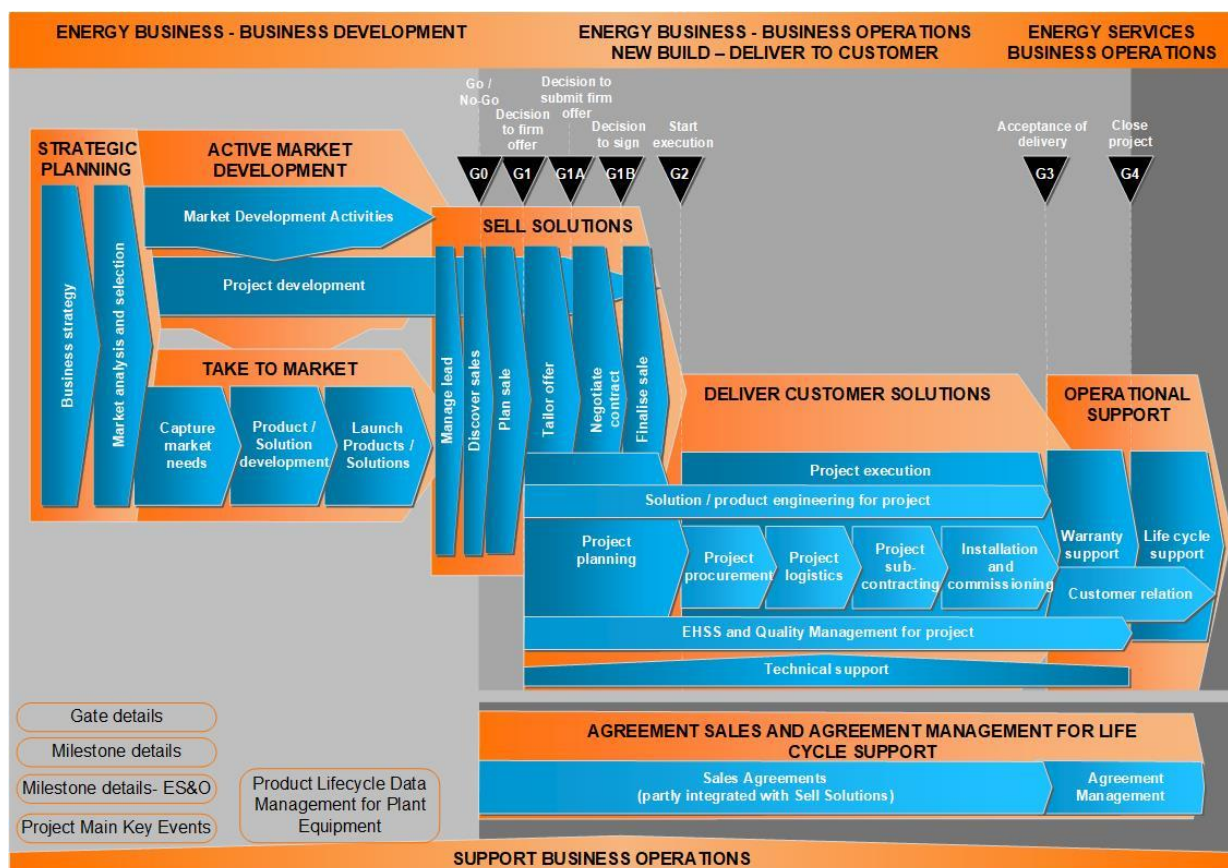 ENERGY BUSINESS - BUSINESS DEVELOPMENT
ENERGY BUSINESS - BUSINESS OPERATIONS
NEW BUILD – DELIVER TO CUSTOMER
ENERGY SERVICES
BUSINESS OPERATIONS
Go /
No-Go
Decision
to firm
offer
Decision to
submit firm
offer
Decision
to sign
Start
execution
Acceptance of
delivery
Close
project
G0
G1
G1A
G1B
G2
G3
G4
STRATEGIC
PLANNING
Business strategy
Market analysis and selection
ACTIVE MARKET
DEVELOPMENT
Market Development Activities
Project development
TAKE TO MARKET
Capture
market
needs
Product /
Solution
development
Launch
Products /
Solutions
SELL SOLUTIONS
Manage lead
Discover sales
Plan sale
Tailor offer
Negotiate
contract
Finalise sale
DELIVER CUSTOMER SOLUTIONS
Project execution
Solution / product engineering for project
Project
planning
Project
procurement
Project
logistics
Project
sub-
contracting
Installation
and
commissioning
EHSS and Quality Management for project
Technical support
OPERATIONAL
SUPPORT
Warranty
support
Life cycle
support
Customer relation
AGREEMENT SALES AND AGREEMENT MANAGEMENT FOR LIFE
CYCLE SUPPORT
Sales Agreements
(partly integrated with Sell Solutions)
Agreement
Management
Gate details
Milestone details
Milestone details- ES&O
Project Main Key Events
Product Lifecycle Data
Management for Plant
Equipment
SUPPORT BUSINESS OPERATIONS